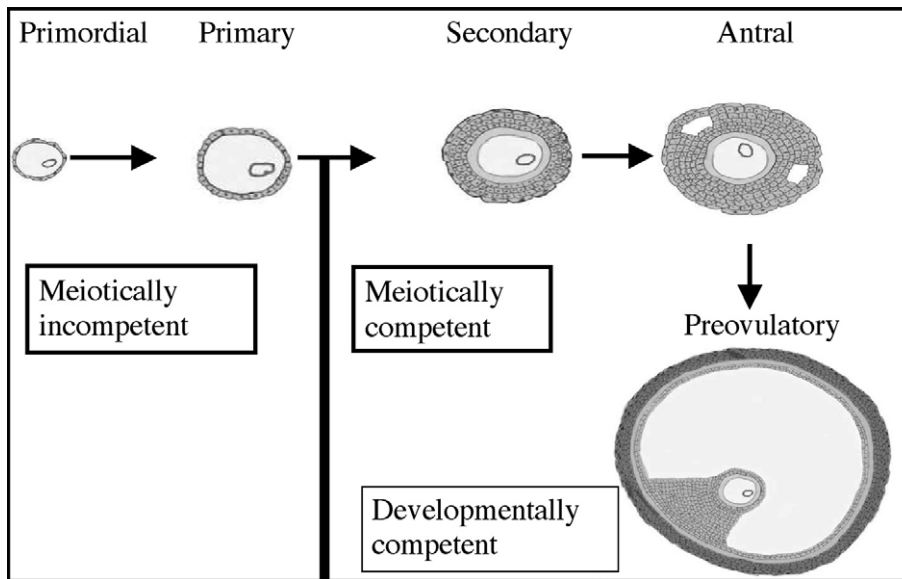 Primordial
Primary
Secondary
Antral
Meiotically
incompetent
Meiotically
competent
Preovulatory
Developmentally
competent